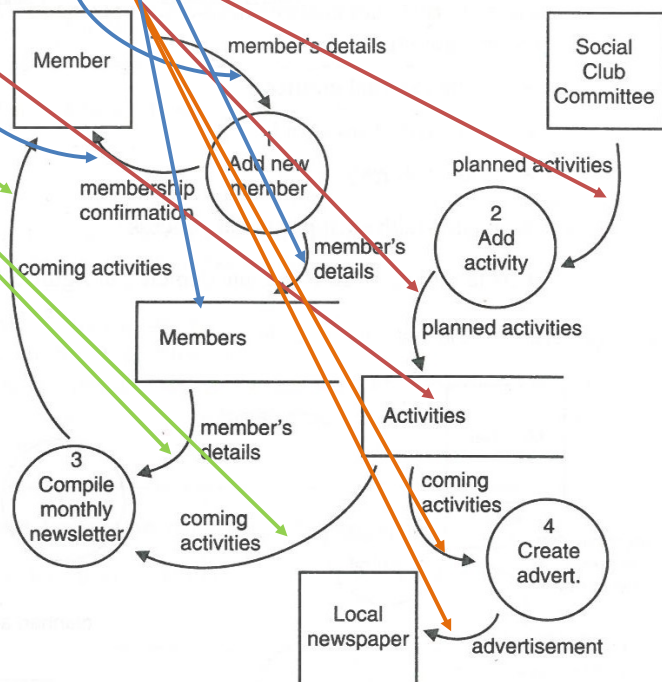 member's details
Member
Social
Club
Committee
1
Add new
member
planned activities
membership
confirmation
2
Add
activity
member's
details
coming activities
planned activities
Members
Activities
member's
details
3
Compile
monthly
newsletter
coming
activities
coming
activities
4
Create
advert.
Local
newspaper
advertisement